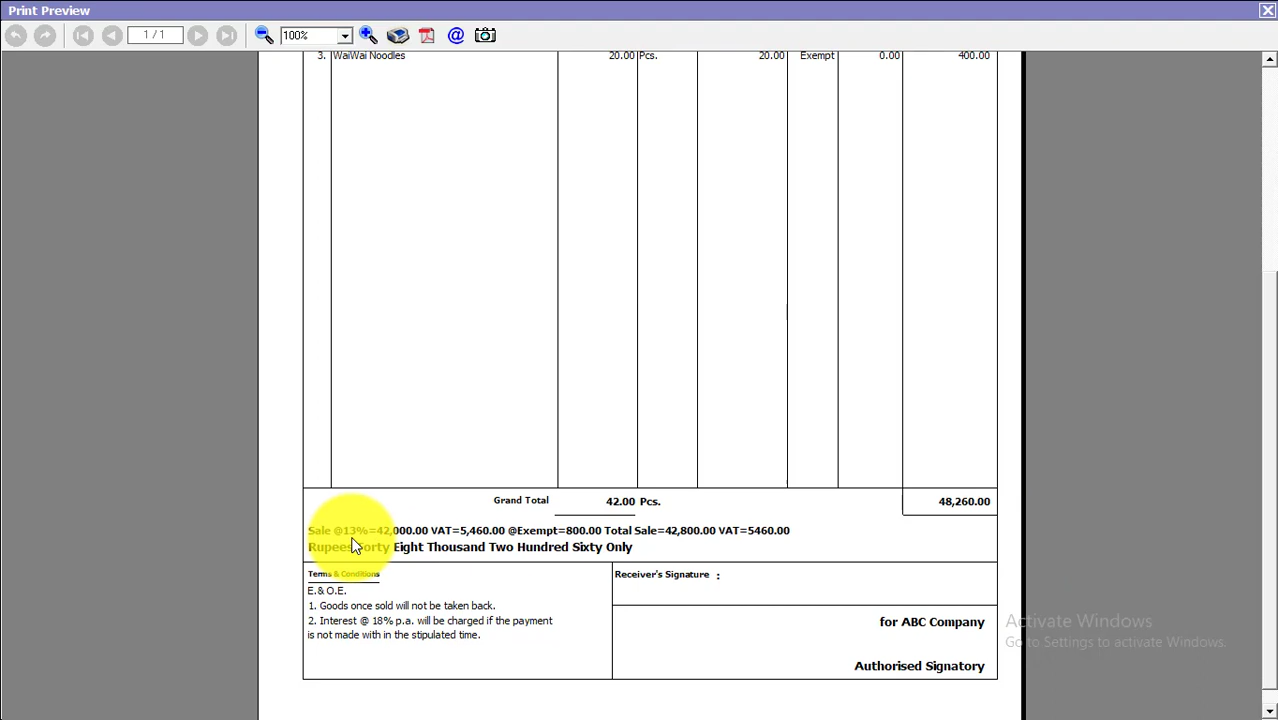 Print Preview
1 / 1
100%
3. WaiWai Noodles 20.00 Pcs. 20.00 Exempt 0.00 400.00
Grand Total 42.00 Pcs. 48,260.00
Sale @13%=42,000.00 VAT=5,460.00 @Exempt=800.00 Total Sale=42,800.00 VAT=5460.00
Rupees Forty Eight Thousand Two Hundred Sixty Only
Terms & Conditions
E.& O.E.
1. Goods once sold will not be taken back.
2. Interest @ 18% p.a. will be charged if the payment
is not made with in the stipulated time.
Receiver's Signature :
for ABC Company
Authorised Signatory
Activate Windows
Go to Settings to activate Windows.